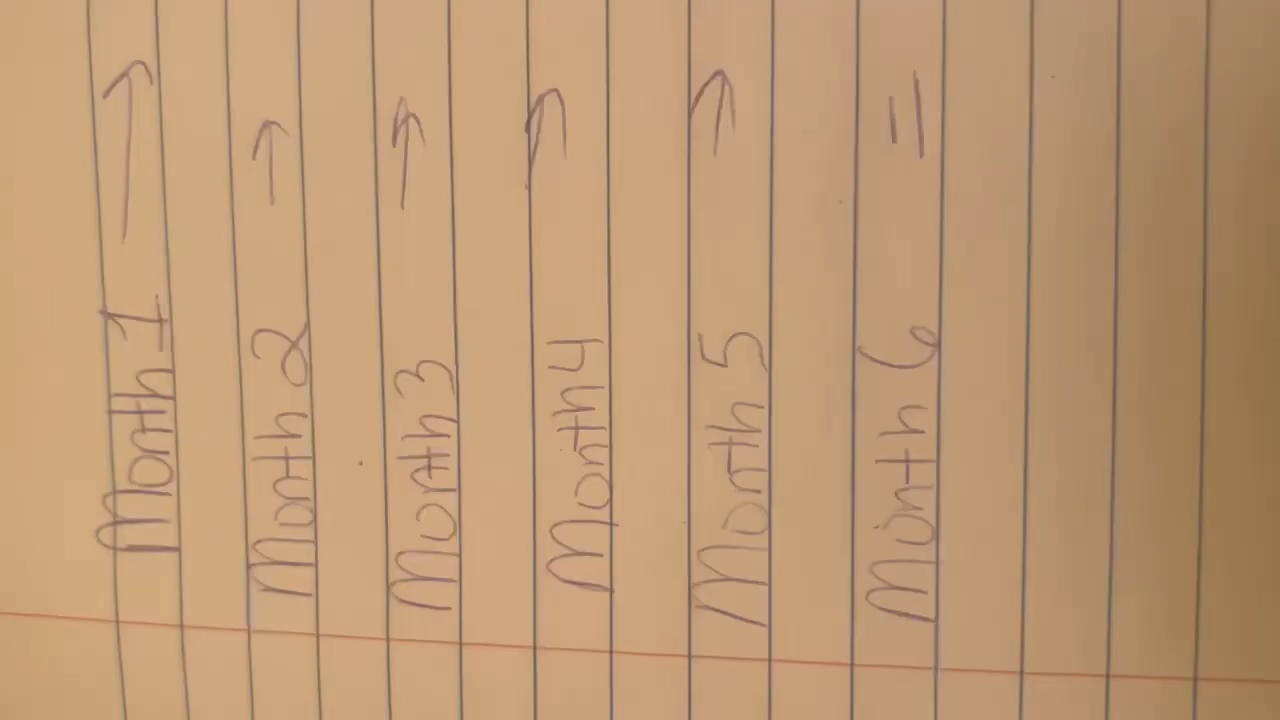 Month 1 →
Month 2 →
Month 3 →
Month 4 →
Month 5 →
Month 6 =